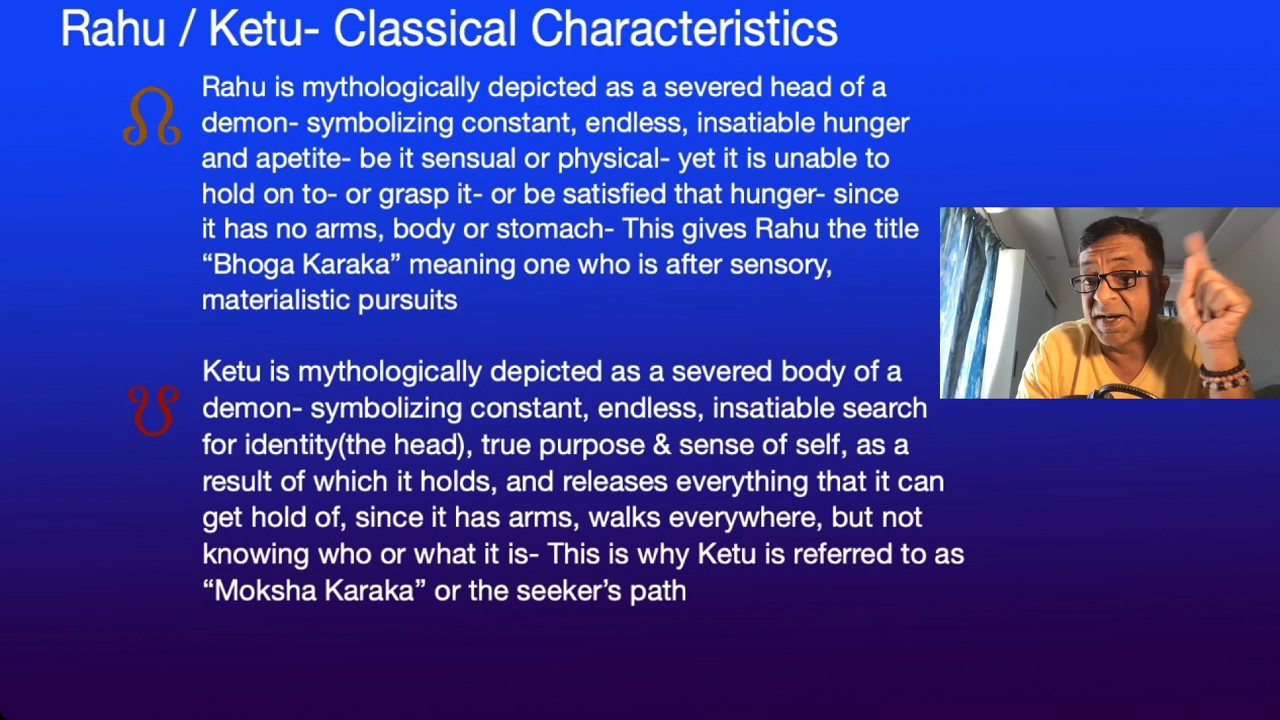 Rahu / Ketu- Classical Characteristics
Rahu is mythologically depicted as a severed head of a
demon- symbolizing constant, endless, insatiable hunger
and apetite- be it sensual or physical- yet it is unable to
hold on to- or grasp it- or be satisfied that hunger- since
it has no arms, body or stomach- This gives Rahu the title
“Bhoga Karaka” meaning one who is after sensory,
materialistic pursuits
Ketu is mythologically depicted as a severed body of a
demon- symbolizing constant, endless, insatiable search
for identity(the head), true purpose & sense of self, as a
result of which it holds, and releases everything that it can
get hold of, since it has arms, walks everywhere, but not
knowing who or what it is- This is why Ketu is referred to as
“Moksha Karaka” or the seeker’s path